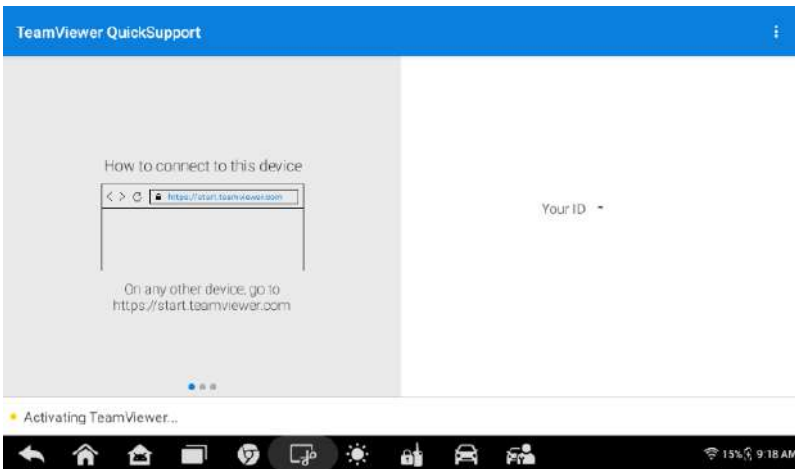 TeamViewer QuickSupport
How to connect to this device
https://start.teamviewer.com
On any other device, go to
https://start.teamviewer.com
Your ID -
Activating TeamViewer...
15% 9:18 AM